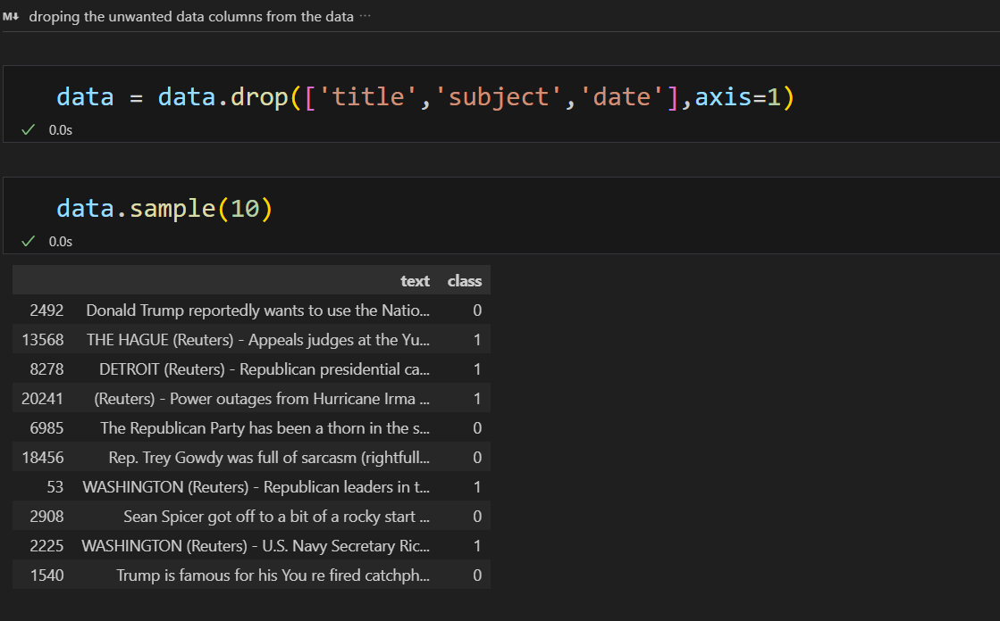 M↓ droping the unwanted data columns from the data ...
data = data.drop(['title','subject','date'],axis=1)
✓ 0.0s
data.sample(10)
✓ 0.0s
text class
2492 Donald Trump reportedly wants to use the Natio... 0
13568 THE HAGUE (Reuters) - Appeals judges at the Yu... 1
8278 DETROIT (Reuters) - Republican presidential ca... 1
20241 (Reuters) - Power outages from Hurricane Irma ... 1
6985 The Republican Party has been a thorn in the s... 0
18456 Rep. Trey Gowdy was full of sarcasm (rightfull... 0
53 WASHINGTON (Reuters) - Republican leaders in t... 1
2908 Sean Spicer got off to a bit of a rocky start ... 0
2225 WASHINGTON (Reuters) - U.S. Navy Secretary Ric... 1
1540 Trump is famous for his You re fired catchph... 0